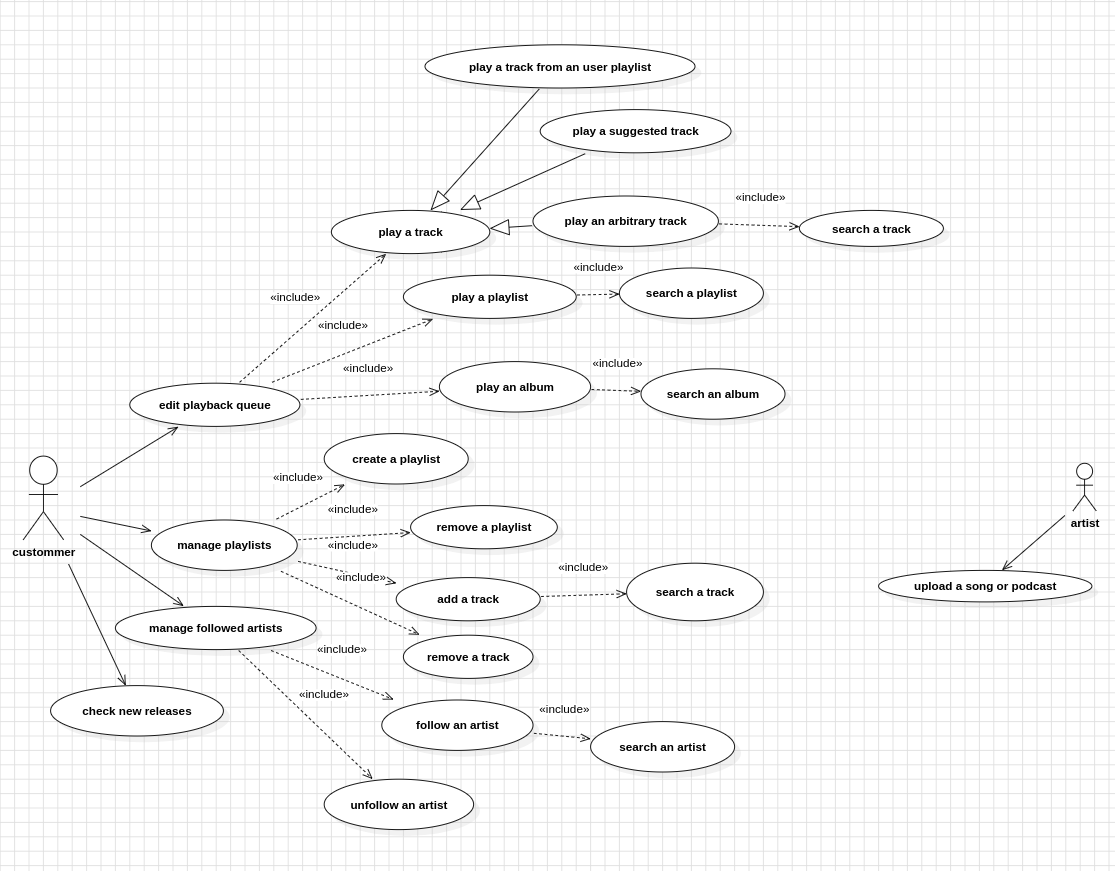 play a track from an user playlist
play a suggested track
«include»
play an arbitrary track
search a track
play a track
«include»
search a playlist
«include»
play a playlist
«include»
«include»
«include»
play an album
search an album
edit playback queue
create a playlist
«include»
«include»
remove a playlist
custommer
manage playlists
«include»
artist
«include»
«include»
add a track
search a track
upload a song or podcast
manage followed artists
«include»
remove a track
«include»
check new releases
«include»
follow an artist
search an artist
unfollow an artist